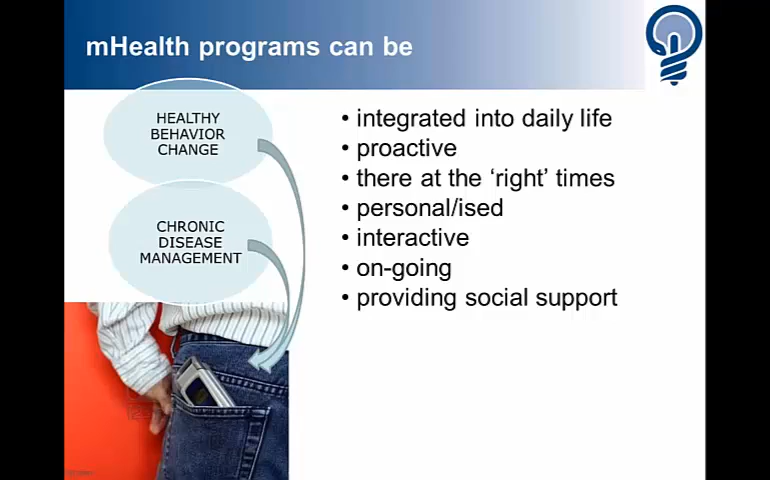 mHealth programs can be
HEALTHY
BEHAVIOR
CHANGE
CHRONIC
DISEASE
MANAGEMENT
• integrated into daily life
• proactive
• there at the ‘right’ times
• personal/ised
• interactive
• on-going
• providing social support